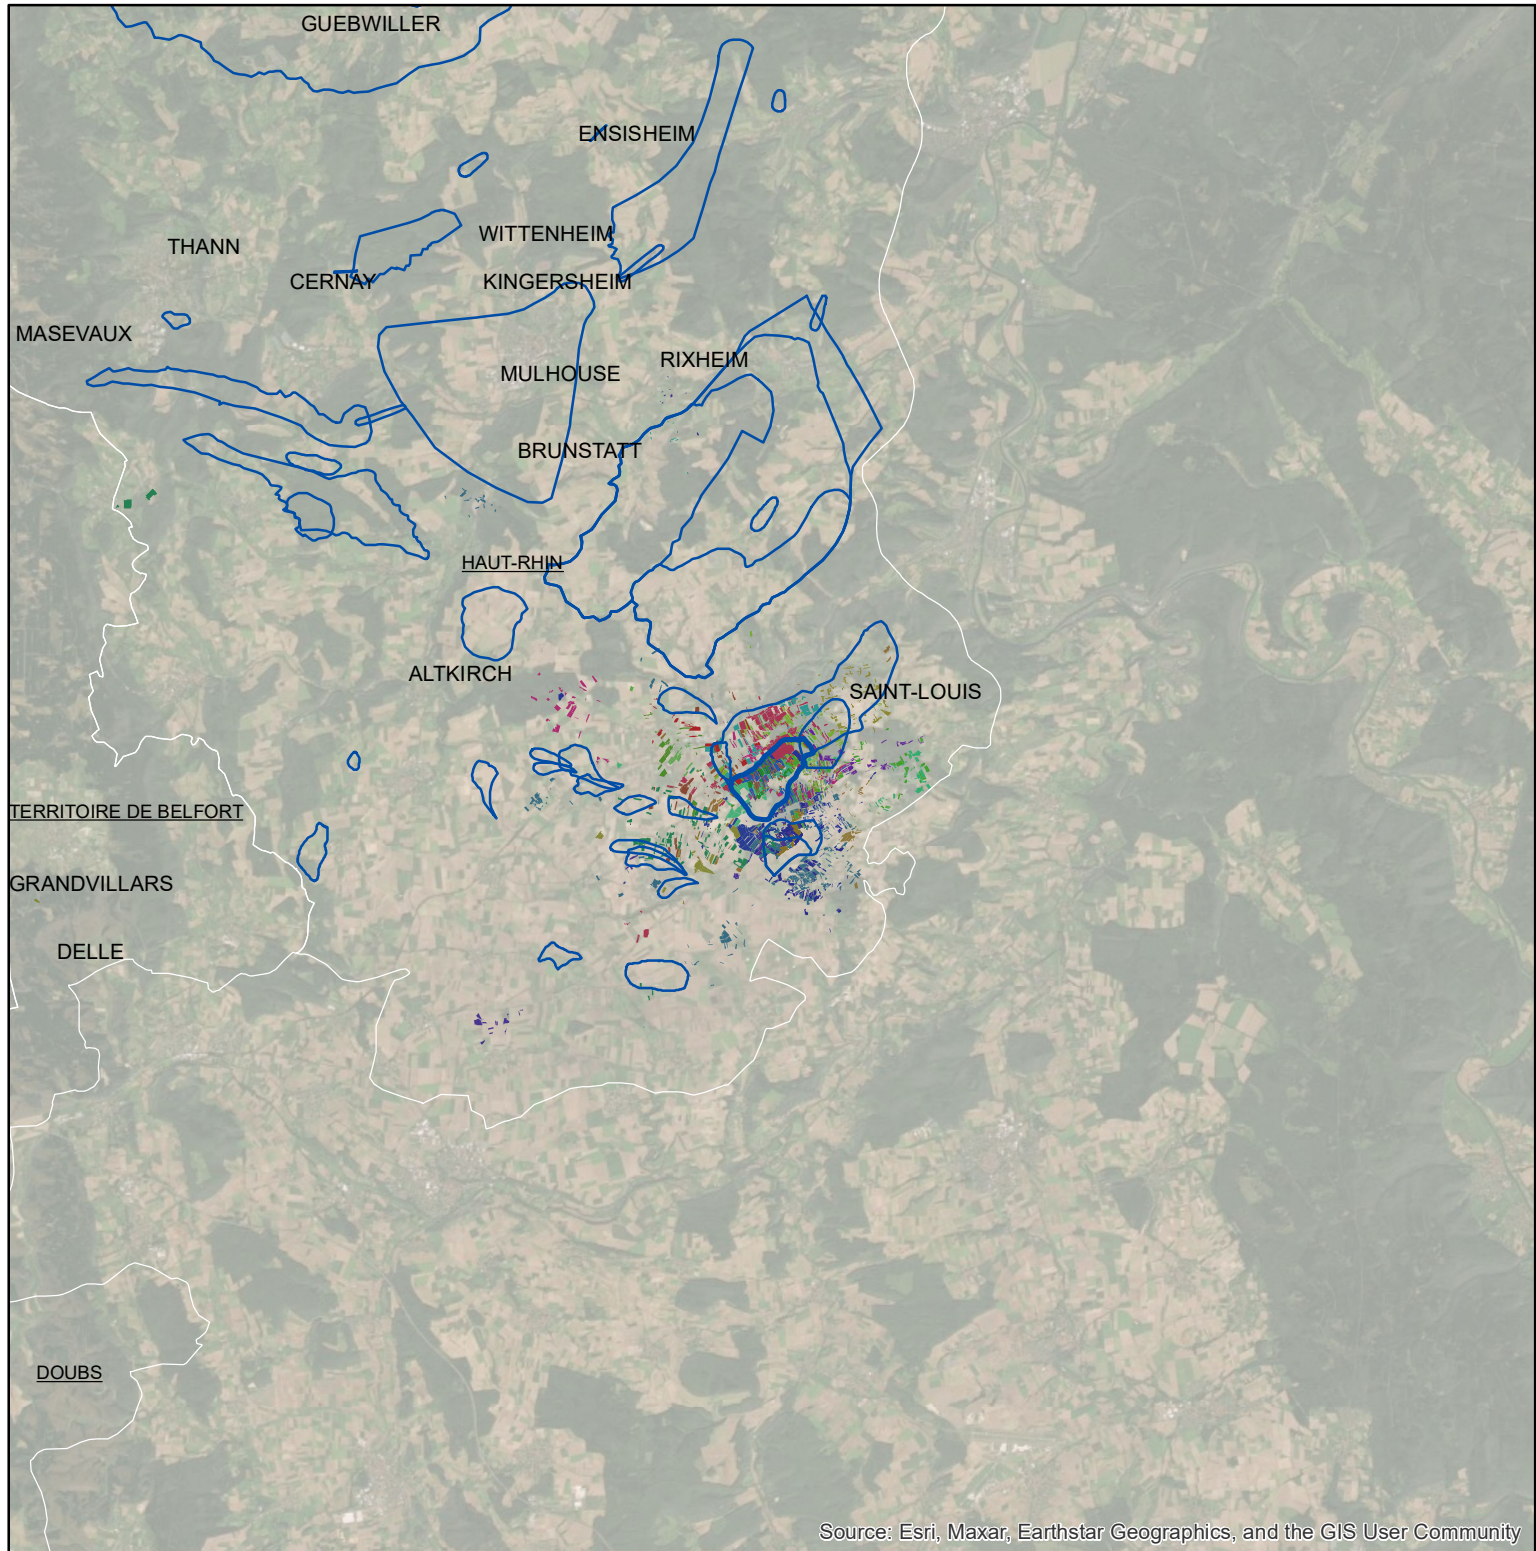 GUEBWILLER
ENSISHEIM
WITTENHEIM
THANN
CERNAY
KINGERSHEIM
MASEVAUX
RIXHEIM
MULHOUSE
BRUNSTATT
HAUT-RHIN
ALTKIRCH
SAINT-LOUIS
TERRITOIRE DE BELFORT
GRANDVILLARS
DELLE
DOUBS
Source: Esri, Maxar, Earthstar Geographics, and the GIS User Community